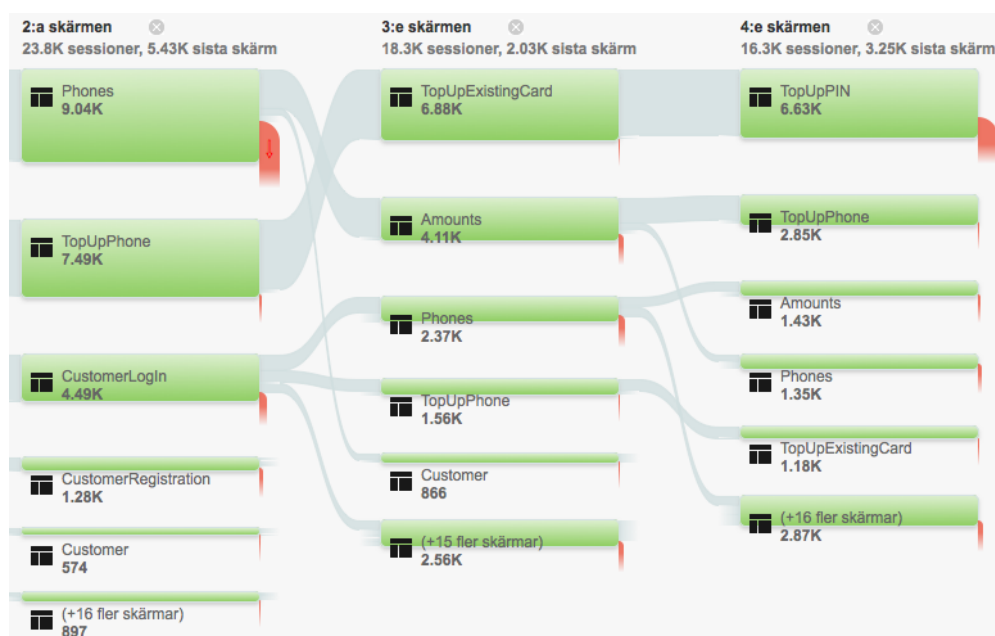 2:a skärmen
23.8K sessioner, 5.43K sista skärm
Phones
9.04K
TopUpPhone
7.49K
CustomerLogIn
4.49K
CustomerRegistration
1.28K
Customer
574
(+16 fler skärmar)
897
3:e skärmen
18.3K sessioner, 2.03K sista skärm
TopUpExistingCard
6.88K
Amounts
4.11K
Phones
2.37K
TopUpPhone
1.56K
Customer
866
(+15 fler skärmar)
2.56K
4:e skärmen
16.3K sessioner, 3.25K sista skärm
TopUpPIN
6.63K
TopUpPhone
2.85K
Amounts
1.43K
Phones
1.35K
TopUpExistingCard
1.18K
(+16 fler skärmar)
2.87K